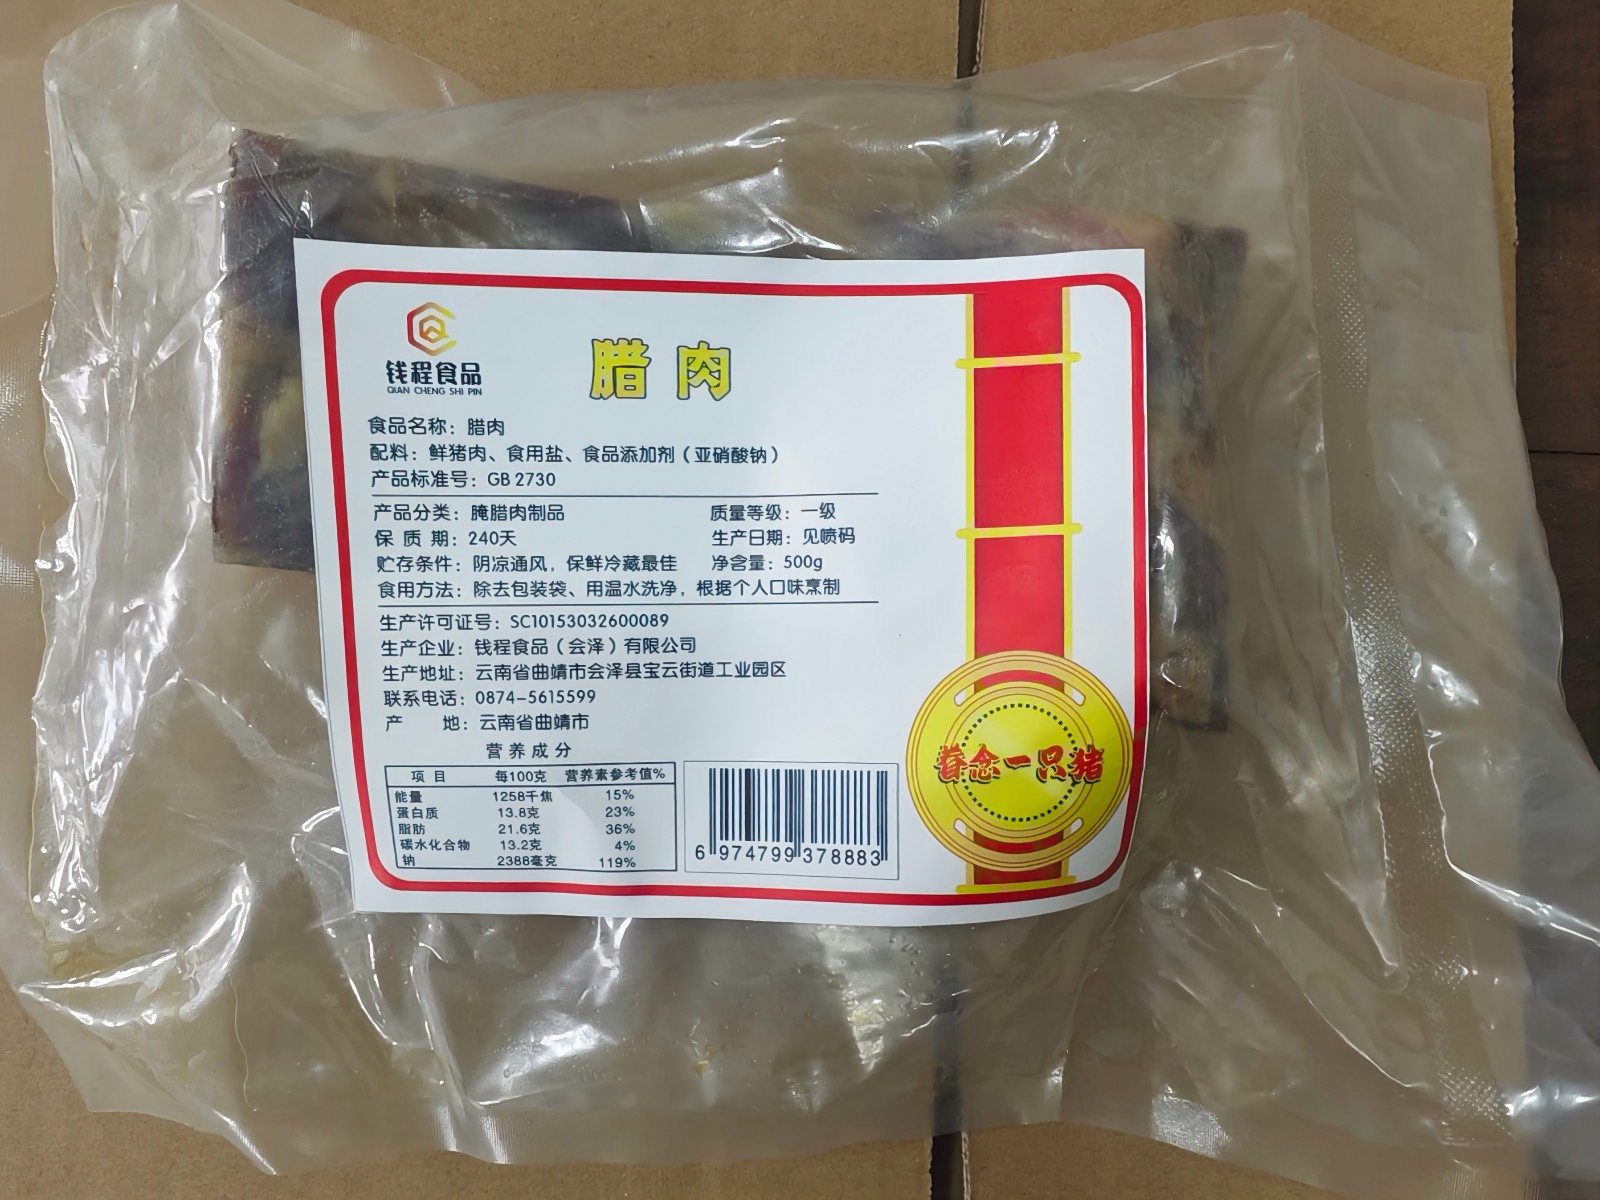 钱程食品
QIAN CHENG SHI PIN
腊肉
食品名称：腊肉
配料：鲜猪肉、食用盐、食品添加剂（亚硝酸钠）
产品标准号：GB 2730
产品分类：腌腊肉制品 质量等级：一级
保 质 期：240天 生产日期：见喷码
贮存条件：阴凉通风，保鲜冷藏最佳 净含量：500g
食用方法：除去包装袋、用温水洗净，根据个人口味烹制
生产许可证号：SC10153032600089
生产企业：钱程食品（会泽）有限公司
生产地址：云南省曲靖市会泽县宝云街道工业园区
联系电话：0874-5615599
产 地：云南省曲靖市
营养成分
项 目 每100克 营养素参考值%
能量 1258千焦 15%
蛋白质 13.8克 23%
脂肪 21.6克 36%
碳水化合物 13.2克 4%
钠 2388毫克 119%
6 974799 378883
眷念一只猪